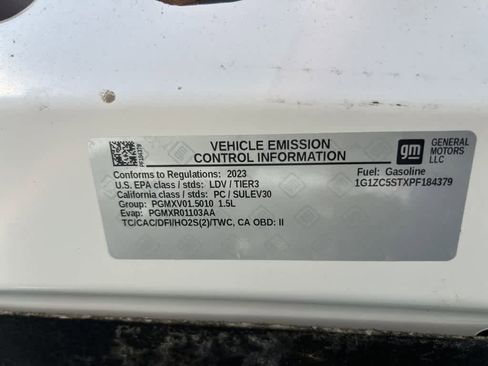 VEHICLE EMISSION
CONTROL INFORMATION
PF184379
gm
GENERAL
MOTORS
LLC
Conforms to Regulations: 2023
U.S. EPA class / stds: LDV / TIER3
California class / stds: PC / SULEV30
Group: PGMXV01.5010 1.5L
Evap: PGMXR01103AA
TC/CAC/DFI/HO2S(2)/TWC, CA OBD: II
Fuel: Gasoline
1G1ZC5STXPF184379